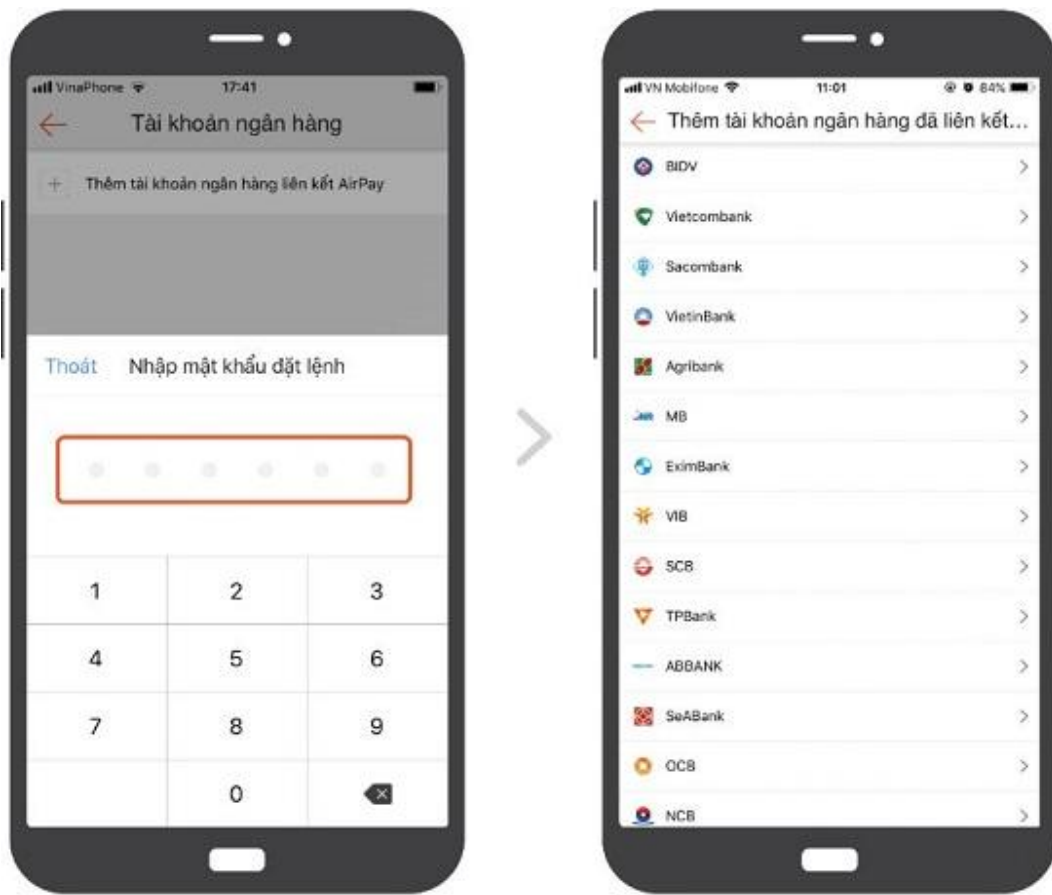 VinaPhone 17:41
Tài khoản ngân hàng
+ Thêm tài khoản ngân hàng liên kết AirPay
Thoát Nhập mật khẩu đặt lệnh
1 2 3
4 5 6
7 8 9
0
VN Mobifone 11:01 84%
Thêm tài khoản ngân hàng đã liên kết...
BIDV
Vietcombank
Sacombank
VietinBank
Agribank
MB
EximBank
VIB
SCB
TPBank
ABBANK
SeABank
OCB
NCB